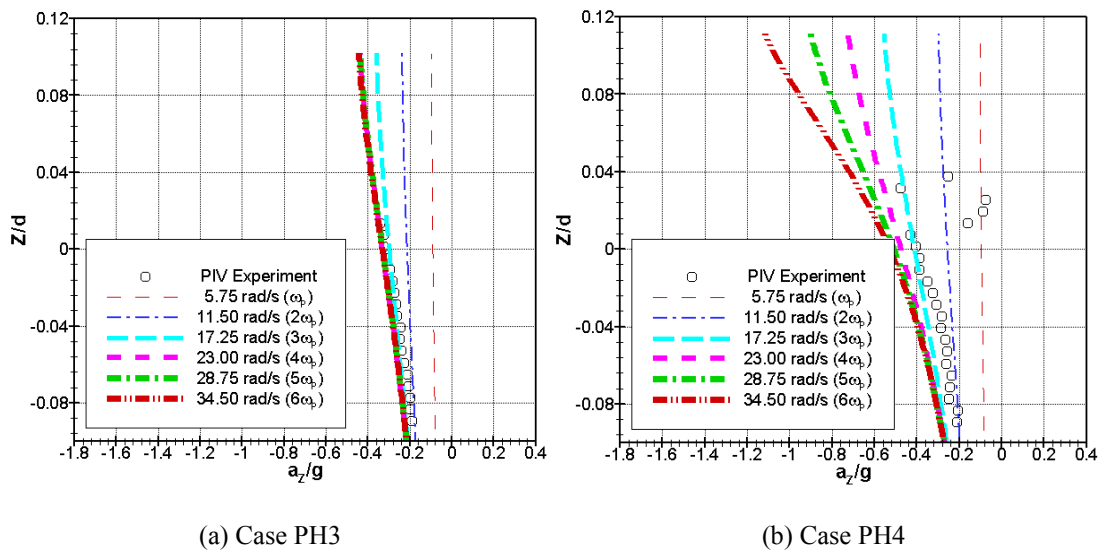 0.12
0.08
0.04
0
-0.04
-0.08
Z/d
PIV Experiment
5.75 rad/s (ωp)
11.50 rad/s (2ωp)
17.25 rad/s (3ωp)
23.00 rad/s (4ωp)
28.75 rad/s (5ωp)
34.50 rad/s (6ωp)
-1.8 -1.6 -1.4 -1.2 -1 -0.8 -0.6 -0.4 -0.2 0 0.2 0.4
aZ/g
(a) Case PH3
0.12
0.08
0.04
0
-0.04
-0.08
Z/d
PIV Experiment
5.75 rad/s (ωp)
11.50 rad/s (2ωp)
17.25 rad/s (3ωp)
23.00 rad/s (4ωp)
28.75 rad/s (5ωp)
34.50 rad/s (6ωp)
-1.8 -1.6 -1.4 -1.2 -1 -0.8 -0.6 -0.4 -0.2 0 0.2 0.4
aZ/g
(b) Case PH4